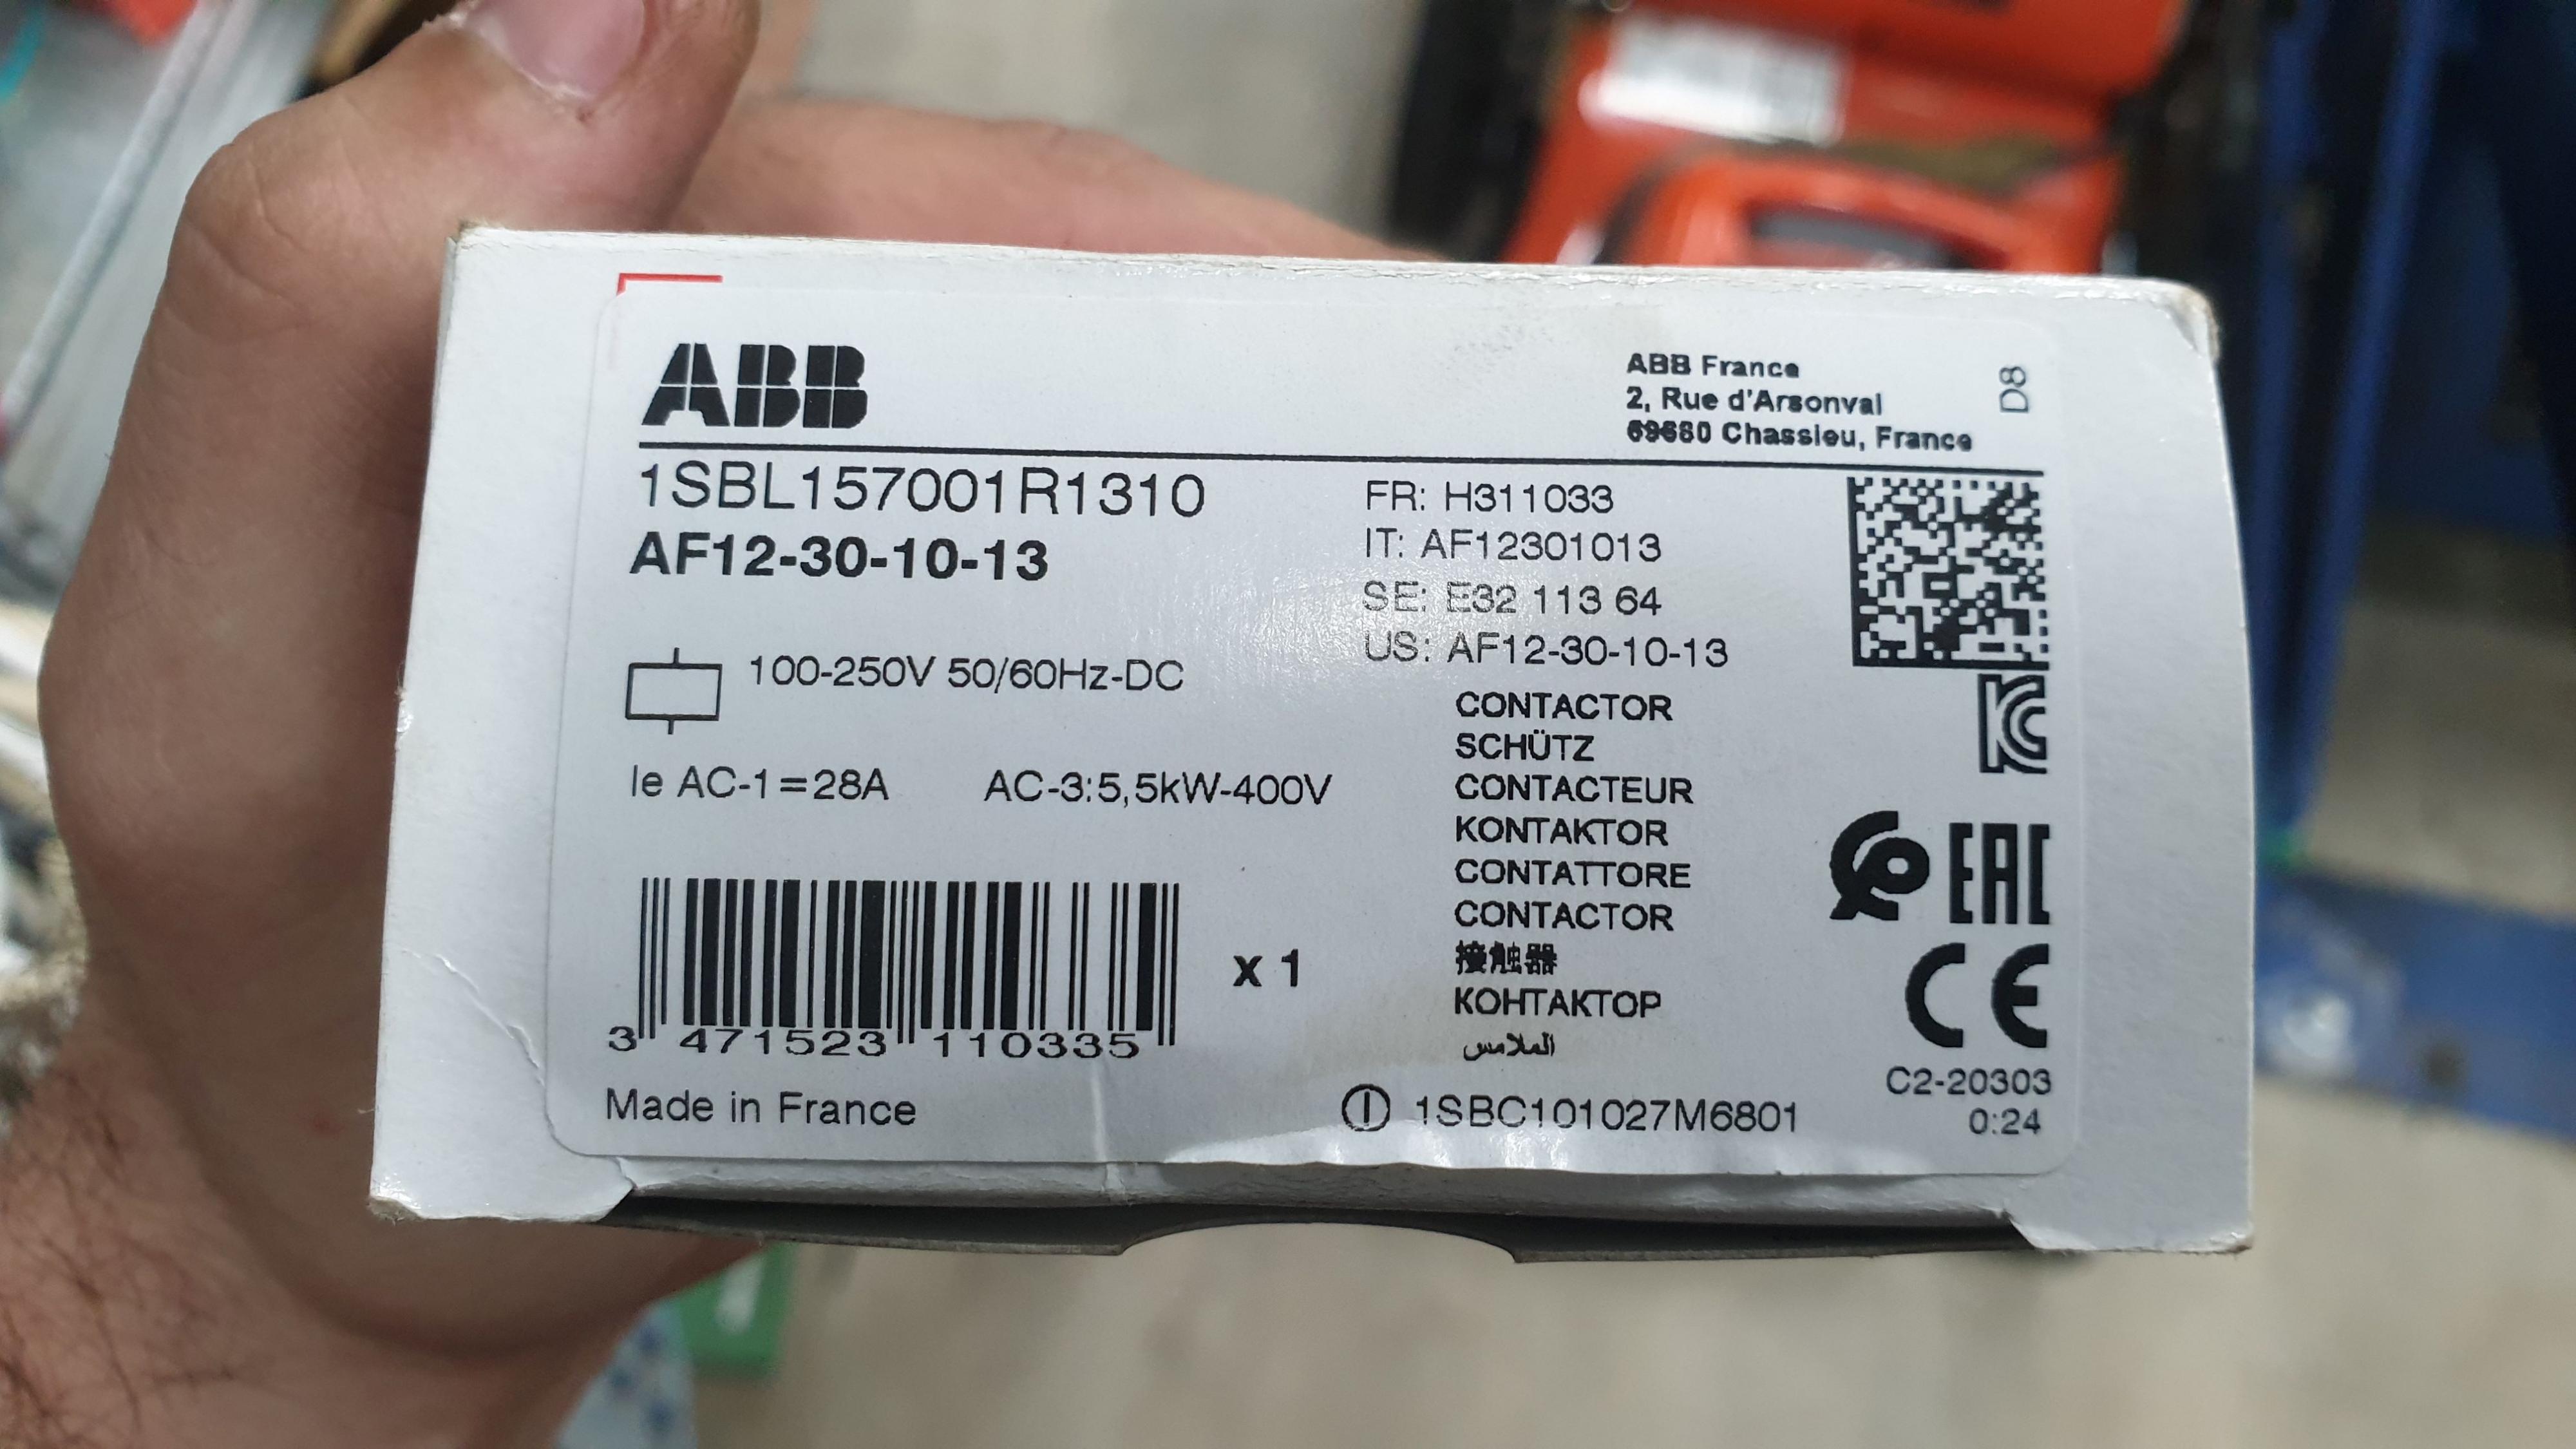 ABB
ABB France
2, Rue d'Arsonval
69680 Chassieu, France
D8
1SBL157001R1310
AF12-30-10-13
FR: H311033
IT: AF12301013
SE: E32 113 64
US: AF12-30-10-13
100-250V 50/60Hz-DC
Ie AC-1=28A
AC-3:5,5kW-400V
CONTACTOR
SCHÜTZ
CONTACTEUR
KONTAKTOR
CONTATTORE
CONTACTOR
接触器
КОНТАКТОР
الملامس
3 471523 110335
x 1
Made in France
1SBC101027M6801
EAC
CE
C2-20303
0:24